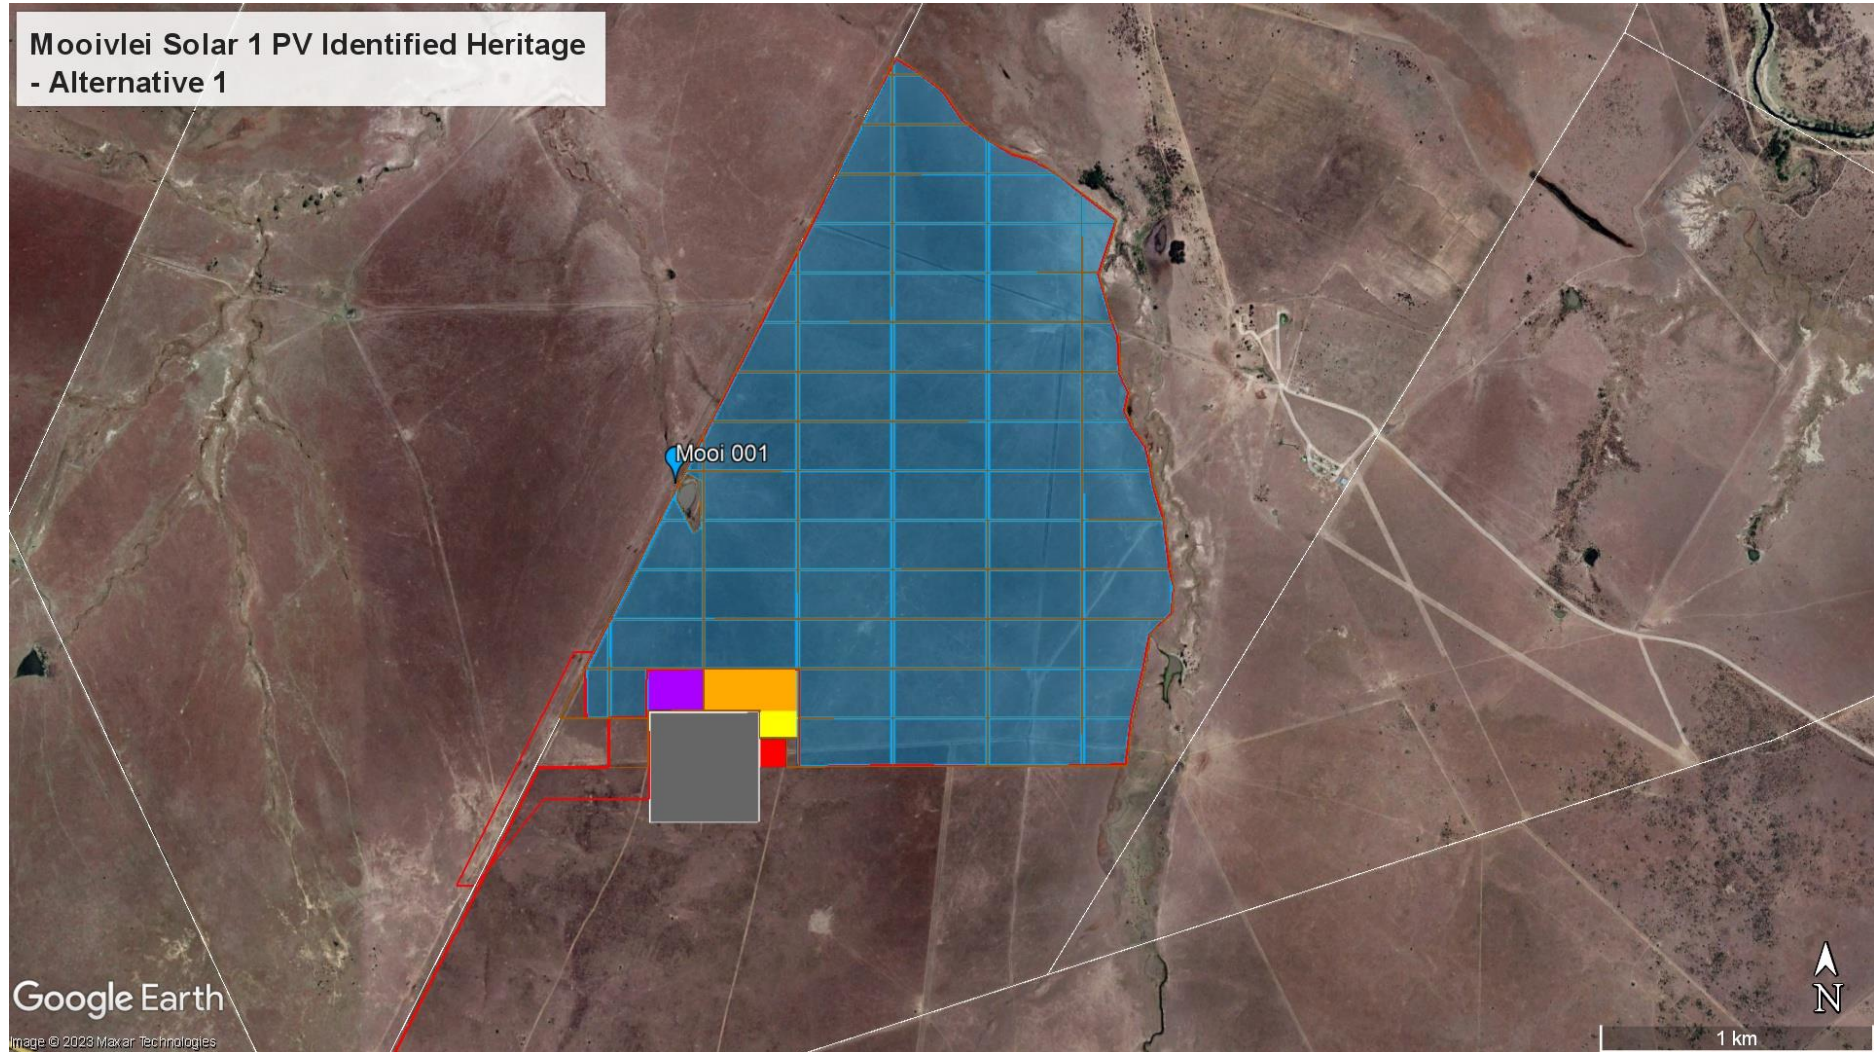 Mooivlei Solar 1 PV Identified Heritage
- Alternative 1
Mooi 001
Google Earth
Image © 2023 Maxar Technologies
N
1 km